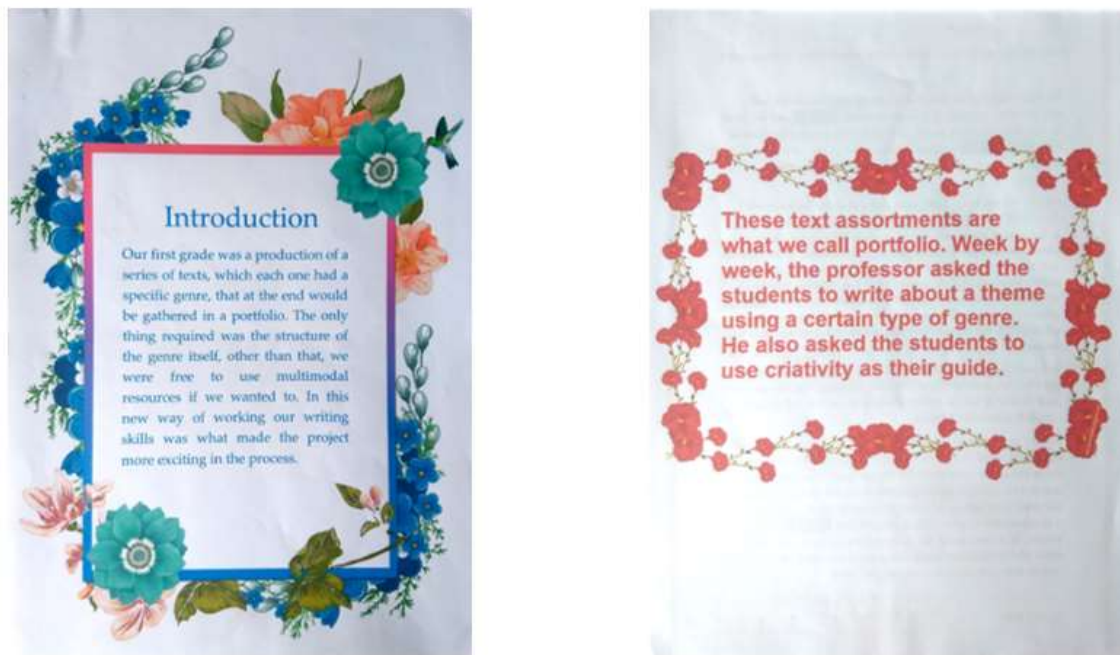 Introduction
Our first grade was a production of a
series of texts, which each one had a
specific genre, that at the end would
be gathered in a portfolio. The only
thing required was the structure of
the genre itself, other than that, we
were free to use multimodal
resources if we wanted to. In this
new way of working our writing
skills was what made the project
more exciting in the process.
These text assortments are
what we call portfolio. Week by
week, the professor asked the
students to write about a theme
using a certain type of genre.
He also asked the students to
use criativity as their guide.